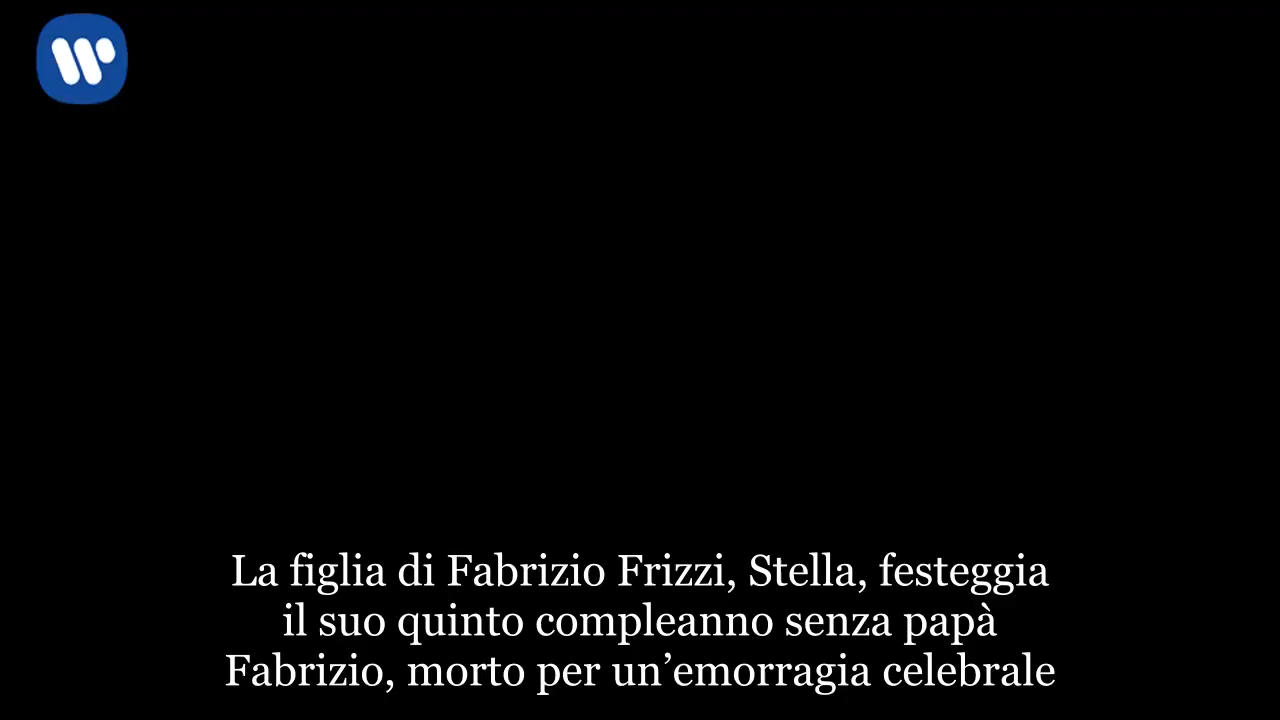 La figlia di Fabrizio Frizzi, Stella, festeggia
il suo quinto compleanno senza papà
Fabrizio, morto per un’emorragia celebrale